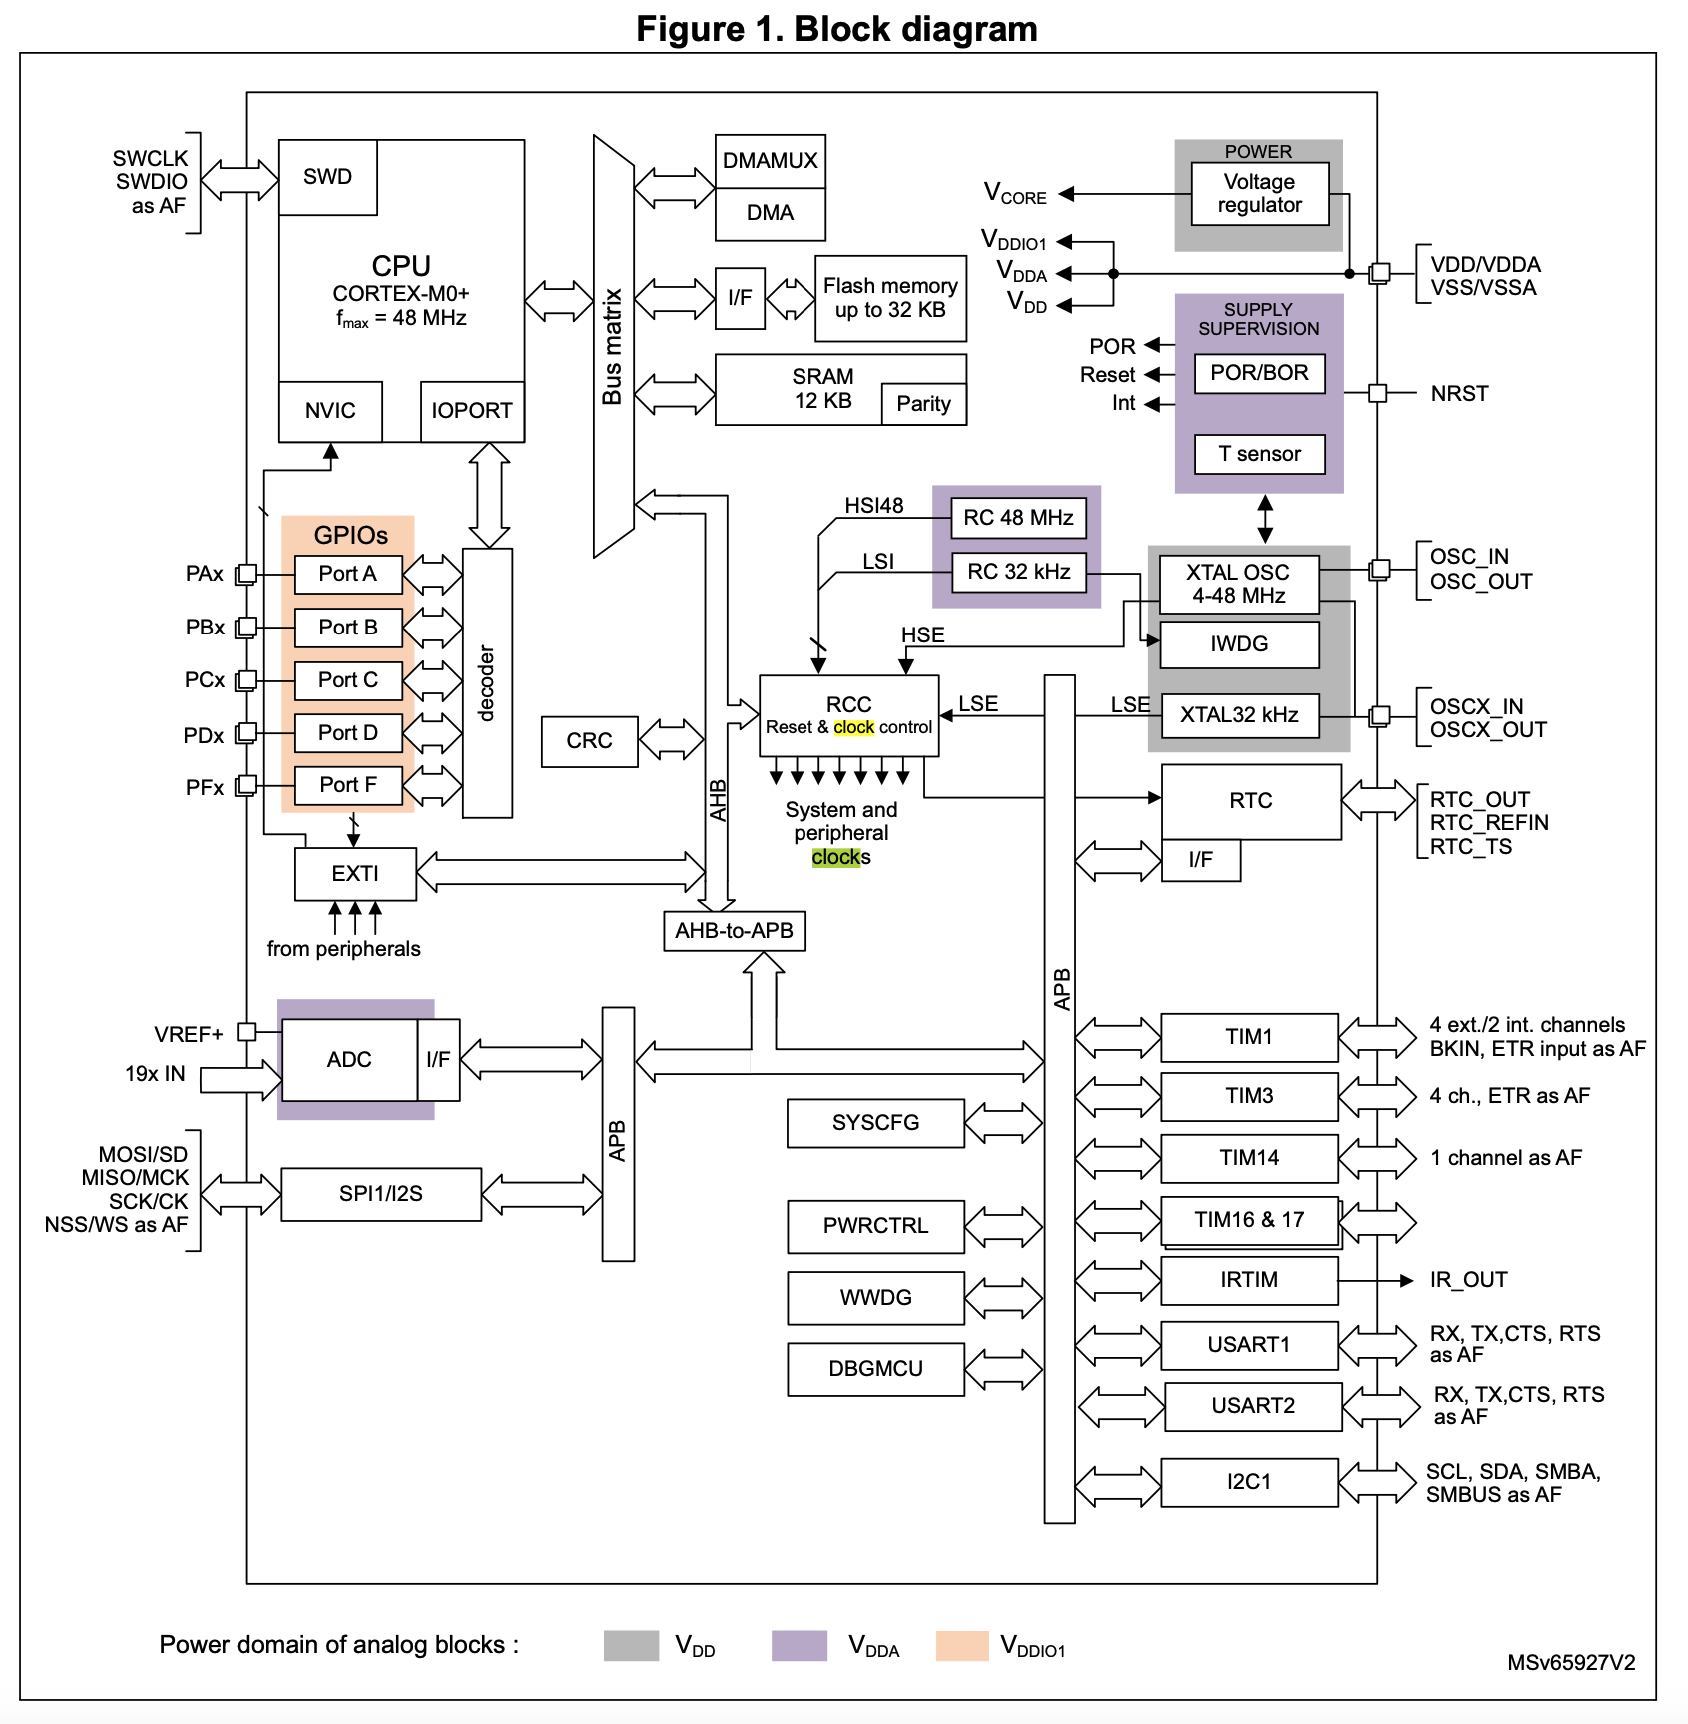 Figure 1. Block diagram
SWCLK
SWDIO
as AF
SWD
CPU
CORTEX-M0+
fmax = 48 MHz
NVIC
IOPORT
Bus matrix
DMAMUX
DMA
I/F
Flash memory
up to 32 KB
SRAM
12 KB
Parity
POWER
Voltage
regulator
VCORE
VDDIO1
VDDA
VDD
VDD/VDDA
VSS/VSSA
SUPPLY
SUPERVISION
POR
Reset
Int
POR/BOR
T sensor
NRST
HSI48
LSI
RC 48 MHz
RC 32 kHz
XTAL OSC
4-48 MHz
IWDG
XTAL32 kHz
OSC_IN
OSC_OUT
OSCX_IN
OSCX_OUT
HSE
LSE
LSE
GPIOs
PAx
Port A
PBx
Port B
PCx
Port C
PDx
Port D
PFx
Port F
decoder
EXTI
from peripherals
CRC
AHB
RCC
Reset & clock control
System and
peripheral
clocks
RTC
I/F
RTC_OUT
RTC_REFIN
RTC_TS
AHB-to-APB
VREF+
19x IN
ADC
I/F
MOSI/SD
MISO/MCK
SCK/CK
NSS/WS as AF
SPI1/I2S
APB
SYSCFG
PWRCTRL
WWDG
DBGMCU
APB
TIM1
4 ext./2 int. channels
BKIN, ETR input as AF
TIM3
4 ch., ETR as AF
TIM14
1 channel as AF
TIM16 & 17
IRTIM
IR_OUT
USART1
RX, TX,CTS, RTS
as AF
USART2
RX, TX,CTS, RTS
as AF
I2C1
SCL, SDA, SMBA,
SMBUS as AF
Power domain of analog blocks :
VDD
VDDA
VDDIO1
MSv65927V2